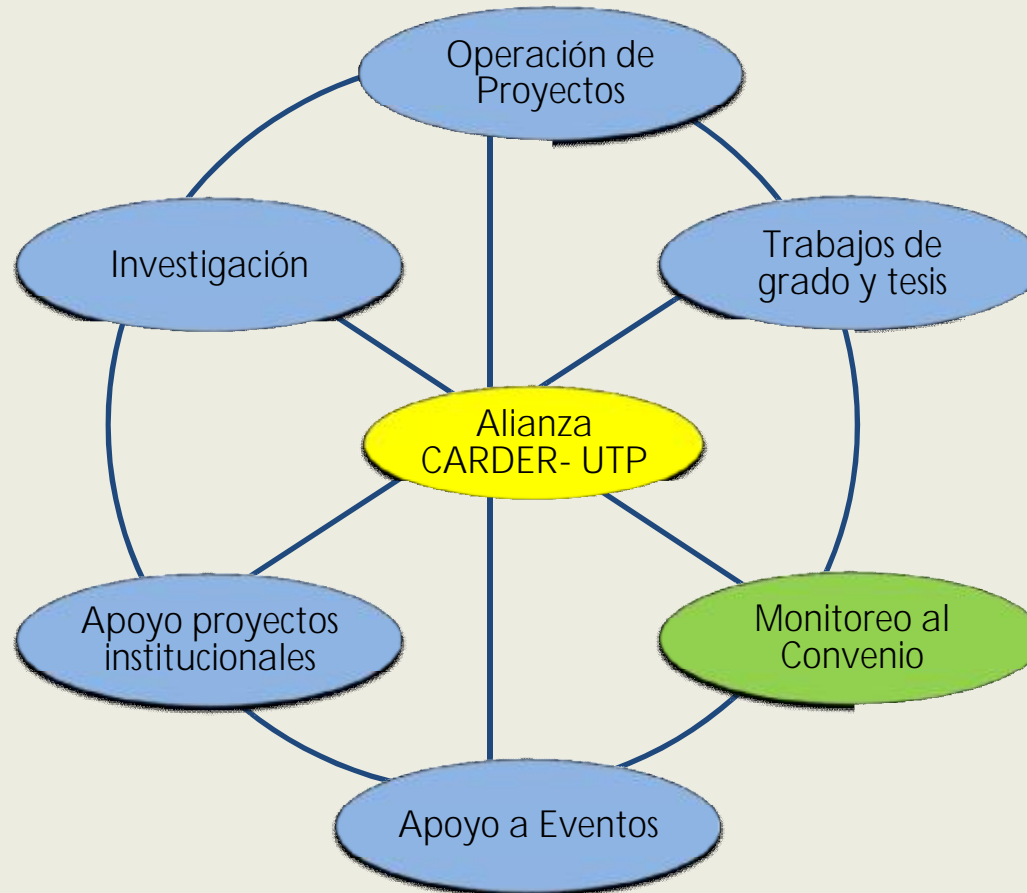 Operación de
Proyectos
Investigación
Trabajos de
grado y tesis
Alianza
CARDER- UTP
Apoyo proyectos
institucionales
Monitoreo al
Convenio
Apoyo a Eventos